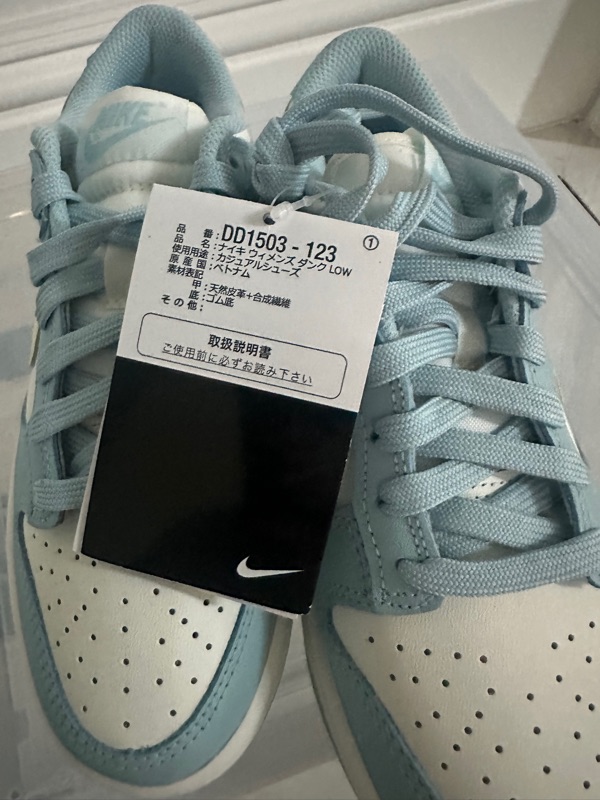 NIKE
品番:DD1503-123 ①
品名:ナイキ ウィメンズ ダンク LOW
使用用途:カジュアルシューズ
原産国:ベトナム
素材表記
甲:天然皮革+合成繊維
底:ゴム底
その他:
取扱説明書
ご使用前に必ずお読み下さい